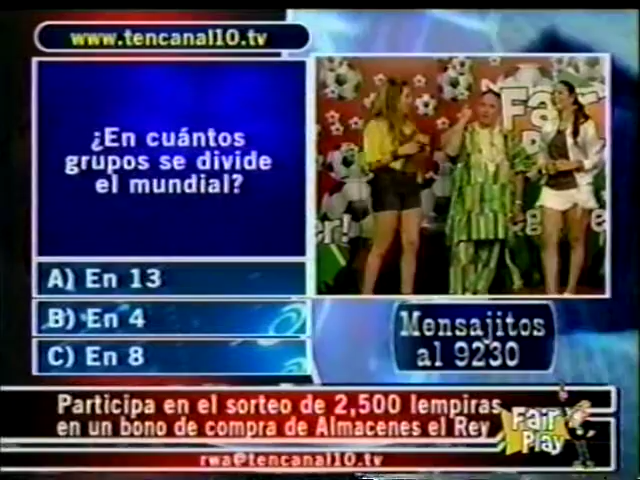 www.tencanal10.tv
¿En cuántos
grupos se divide
el mundial?
A) En 13
B) En 4
C) En 8
Fair
Mensajitos
al 9230
Participa en el sorteo de 2,500 lempiras
en un bono de compra de Almacenes el Rey
Fair
Play
rwa@tencanal10.tv